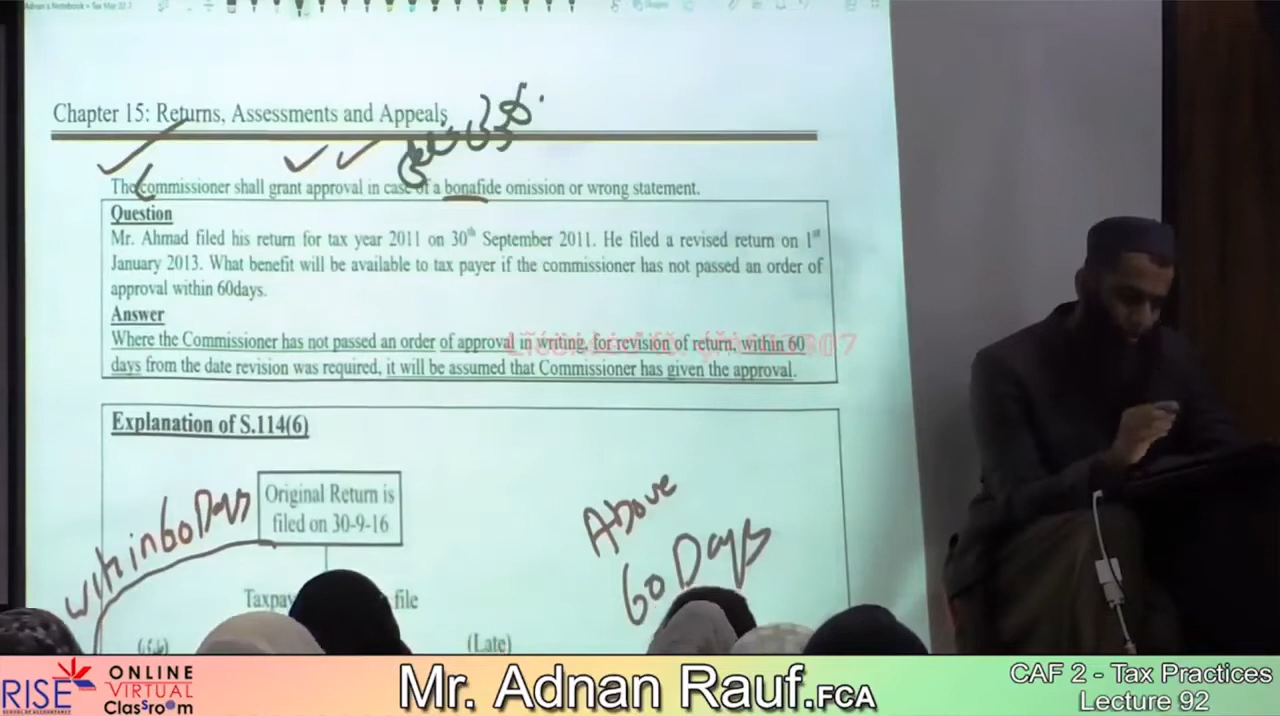 Chapter 15: Returns, Assessments and Appeals
The commissioner shall grant approval in case of a bonafide omission or wrong statement.
Question
Mr. Ahmad filed his return for tax year 2011 on 30th September 2011. He filed a revised return on 1st
January 2013. What benefit will be available to tax payer if the commissioner has not passed an order of
approval within 60days.
Answer
Where the Commissioner has not passed an order of approval in writing, for revision of return, within 60
days from the date revision was required, it will be assumed that Commissioner has given the approval.
Explanation of S.114(6)
within 60 Days
Original Return is
filed on 30-9-16
Above
60 Days
file
(Late)
RISE
ONLINE
VIRTUAL
Classroom
Mr. Adnan Rauf.FCA
CAF 2 - Tax Practices
Lecture 92